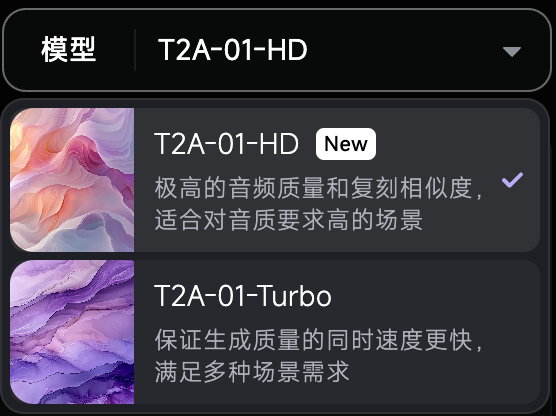 模型 T2A-01-HD
T2A-01-HD New
极高的音频质量和复刻相似度，
适合对音质要求高的场景
T2A-01-Turbo
保证生成质量的同时速度更快，
满足多种场景需求